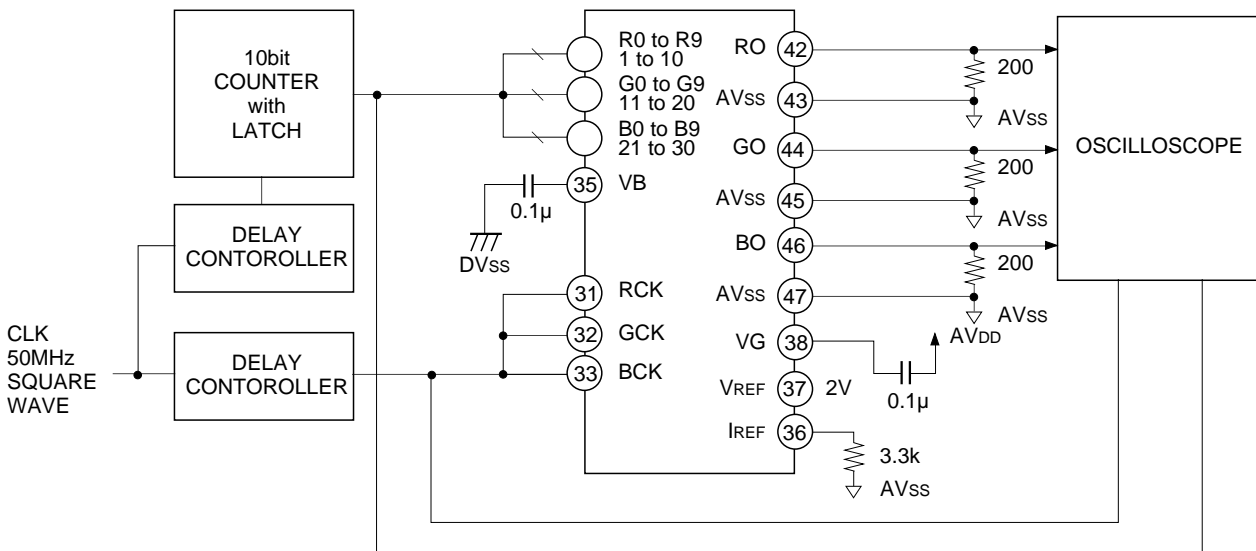 10bit
COUNTER
with
LATCH
DELAY
CONTOROLLER
CLK
50MHz
SQUARE
WAVE
DELAY
CONTOROLLER
R0 to R9
1 to 10
G0 to G9
11 to 20
B0 to B9
21 to 30
35 VB
0.1μ
DVSS
31 RCK
32 GCK
33 BCK
RO 42
200
AVSS 43
AVSS
GO 44
200
AVSS 45
AVSS
BO 46
200
AVSS 47
AVSS
VG 38
AVDD
0.1μ
VREF 37 2V
IREF 36
3.3k
AVSS
OSCILLOSCOPE